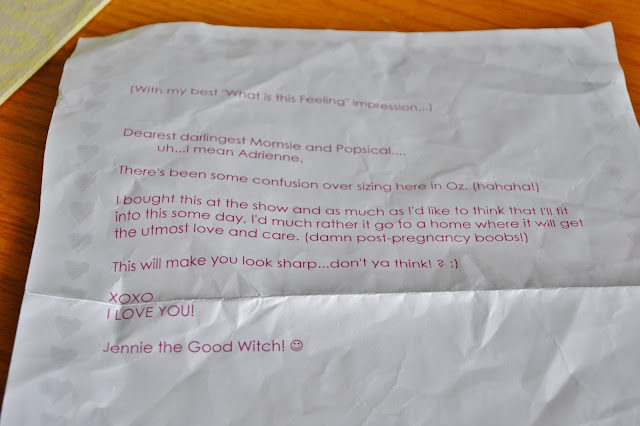 (With my best "What is this Feeling" impression...)
Dearest darlingest Momsie and Popsical....
uh...I mean Adrienne,
There's been some confusion over sizing here in Oz. (hahaha!)
I bought this at the show and as much as I'd like to think that I'll fit
into this some day, I'd much rather it go to a home where it will get
the utmost love and care. (damn post-pregnancy boobs!)
This will make you look sharp...don't ya think! ? :)
XOXO
I LOVE YOU!
Jennie the Good Witch! ☺